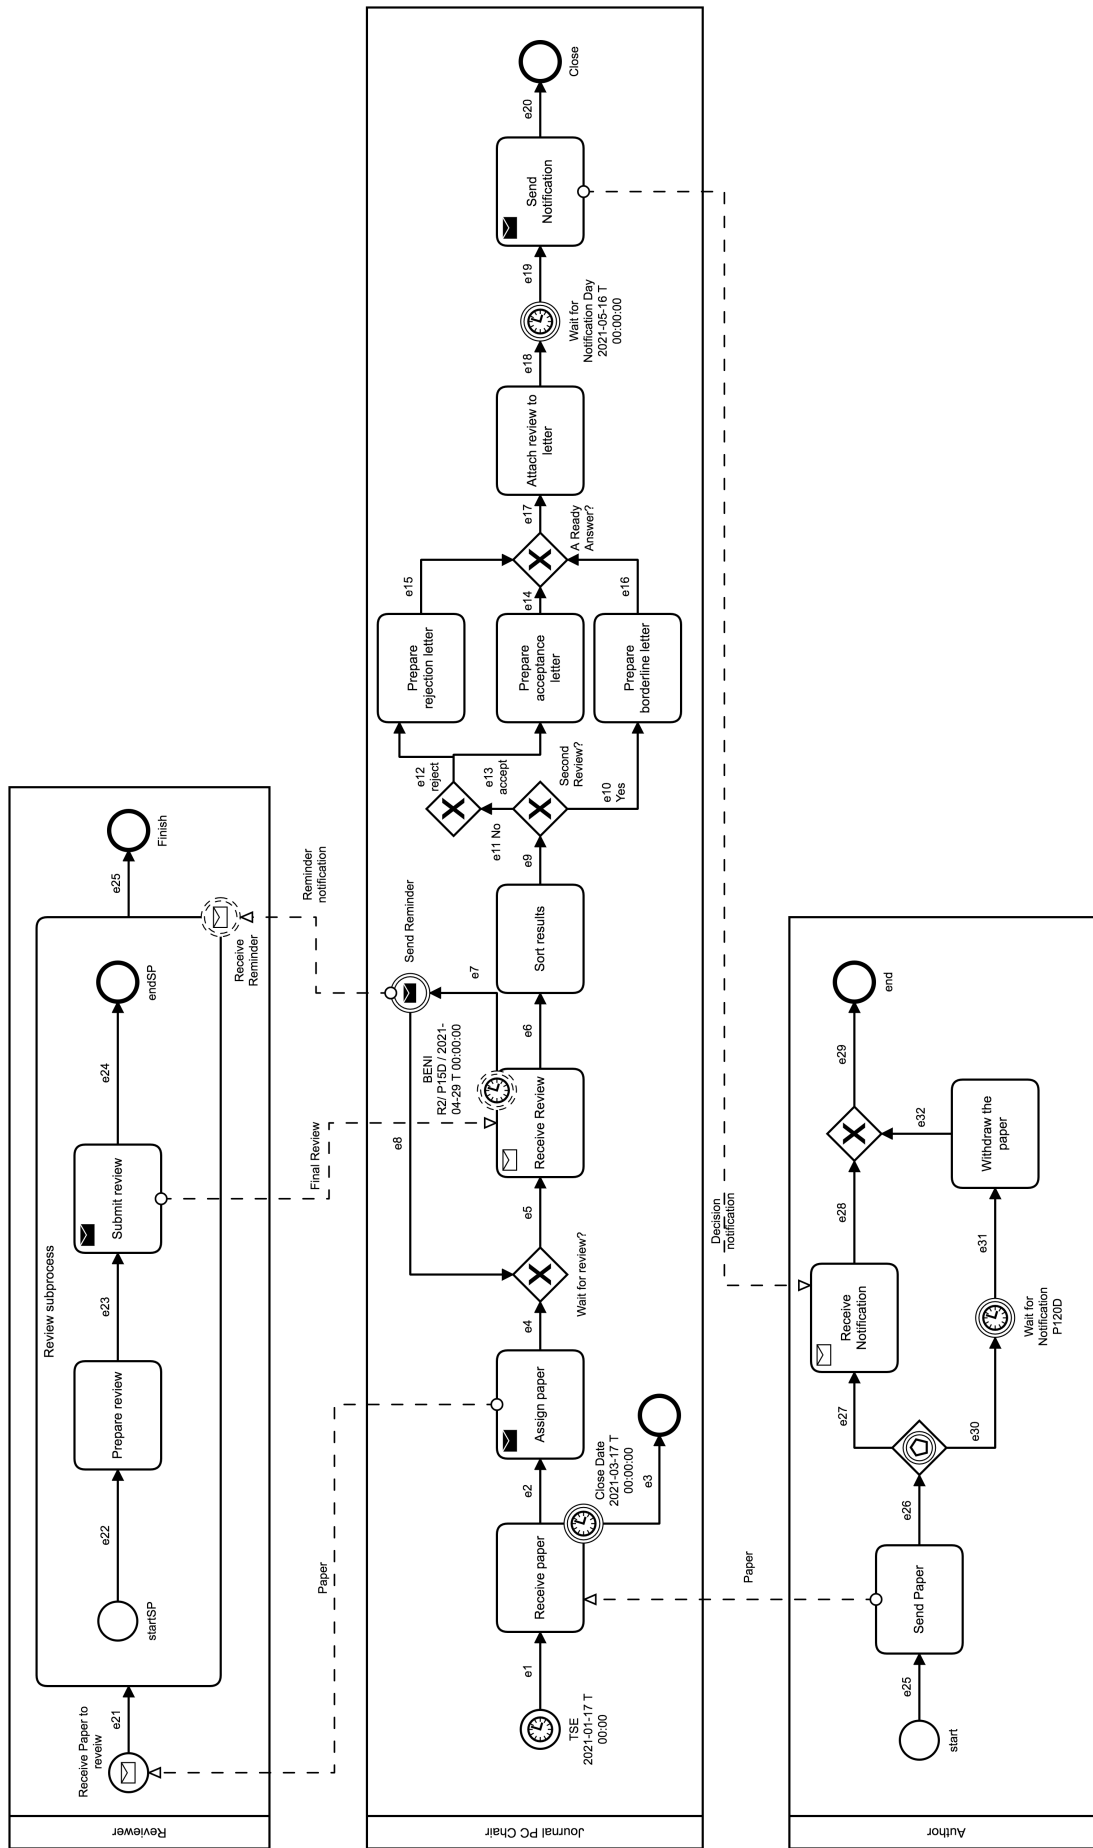 Reviewer
Receive Paper to
reveiw
e21
Review subprocess
startSP
e22
Prepare review
e23
Submit review
e24
endSP
Receive
Reminder
e25
Finish
Paper
Final Review
Reminder
notification
Journal PC Chair
TSE
2021-01-17 T
00:00
e1
Receive paper
Close Date
2021-03-17 T
00:00:00
e3
e2
Assign paper
e4
Wait for review?
e5
e8
Receive Review
BENI
R2/ P15D / 2021-
04-29 T 00:00:00
e7
Send Reminder
e6
Sort results
e9
Second
Review?
e11 No
e10
Yes
e12
reject
e13
accept
Prepare
rejection letter
Prepare
acceptance
letter
Prepare
borderline letter
e15
e14
e16
A Ready
Answer?
e17
Attach review to
letter
e18
Wait for
Notification Day
2021-05-16 T
00:00:00
e19
Send
Notification
e20
Close
Paper
Decision
notification
Author
start
e25
Send Paper
e26
e27
e30
Receive
Notification
Wait for
Notification
P120D
e28
e31
Withdraw the
paper
e32
e29
end